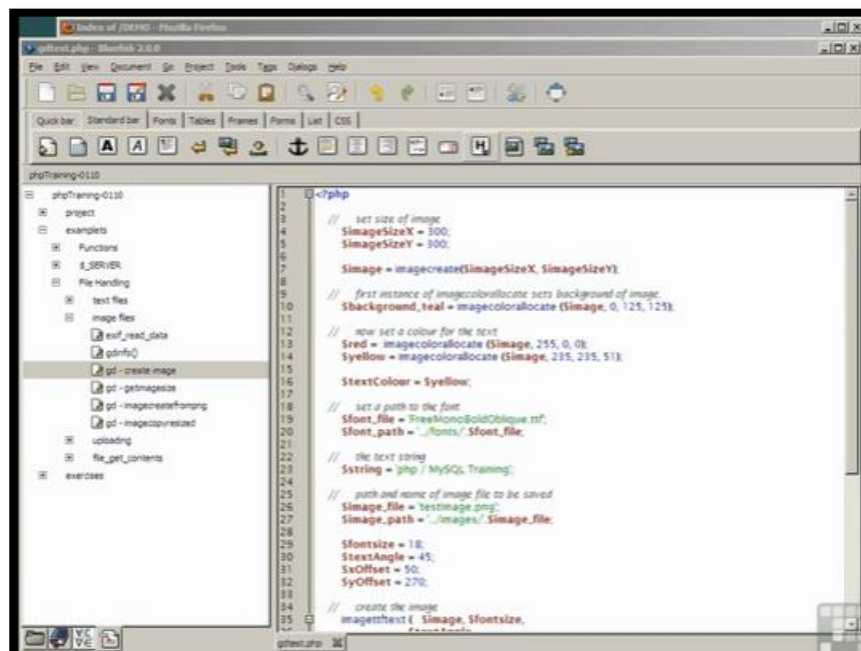 Index of /DEMO - Mozilla Firefox
gdtest.php - Bluefish 2.0.0
File Edit View Document Go Project Tools Tags Dialogs Help
Quick bar Standard bar Fonts Tables Frames Forms List CSS
phpTraining-0110
phpTraining-0110
project
examplets
Functions
$_SERVER
File Handling
text files
image files
exif_read_data
gdinfo()
gd - create image
gd - getimagesize
gd - imagecreatefrompng
gd - imagecopyresized
uploading
file_get_contents
exercises
1 <?php
2
3 // set size of image
4 $imageSizeX = 300;
5 $imageSizeY = 300;
6
7 $image = imagecreate($imageSizeX, $imageSizeY);
8
9 // first instance of imagecolorallocate sets background of image.
10 $background_teal = imagecolorallocate ($image, 0, 125, 125);
11
12 // now set a colour for the text
13 $red = imagecolorallocate ($image, 255, 0, 0);
14 $yellow = imagecolorallocate ($image, 235, 235, 51);
15
16 $textColour = $yellow;
17
18 // set a path to the font
19 $font_file = 'FreeMonoBoldOblique.ttf';
20 $font_path = '../fonts/'.$font_file;
21
22 // the text string
23 $string = 'php / MySQL Training';
24
25 // path and name of image file to be saved
26 $image_file = 'testimage.png';
27 $image_path = '../images/'.$image_file;
28
29 $fontsize = 18;
30 $textAngle = 45;
31 $xOffset = 50;
32 $yOffset = 270;
33
34 // create the image
35 imagettftext ( $image, $fontsize,
gdtest.php